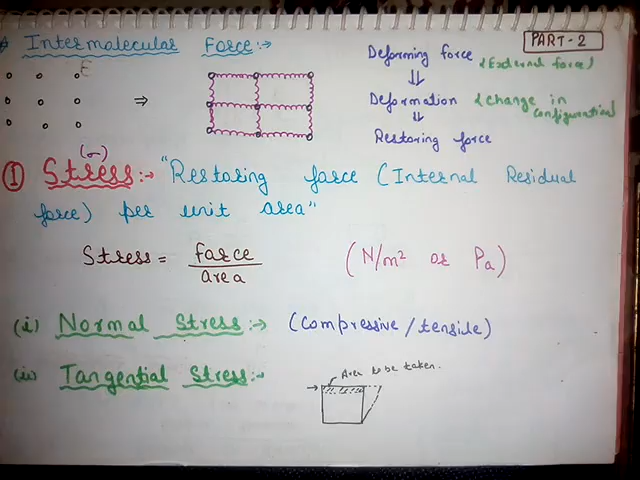 PART-2
Intermolecular Force:→
Deforming force (External force)
Deformation (change in configuration)
Restoring force
(σ)
① Stress:→ "Restoring force (Internal Residual
force) per unit area"
Stress = force / area (N/m² or Pa)
(i) Normal Stress:→ (compressive/tensile)
(ii) Tangential Stress:→
Area to be taken.